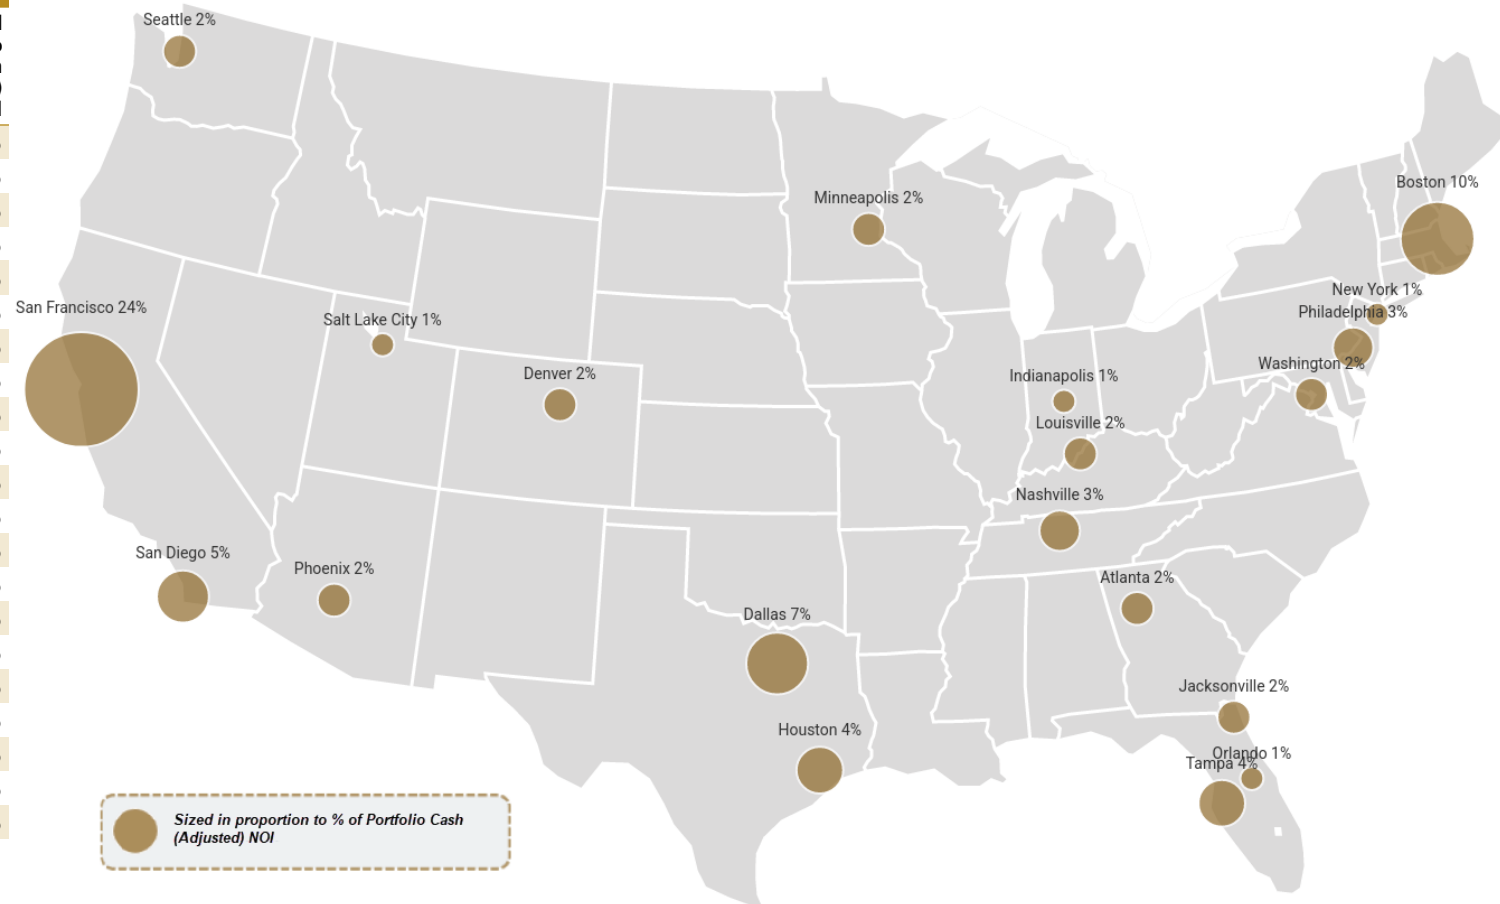 Seattle 2%
Boston 10%
Minneapolis 2%
New York 1%
San Francisco 24%
Philadelphia 3%
Salt Lake City 1%
Washington 2%
Denver 2%
Indianapolis 1%
Louisville 2%
Nashville 3%
San Diego 5%
Phoenix 2%
Atlanta 2%
Dallas 7%
Jacksonville 2%
Houston 4%
Orlando 1%
Tampa 4%
Sized in proportion to % of Portfolio Cash
(Adjusted) NOI